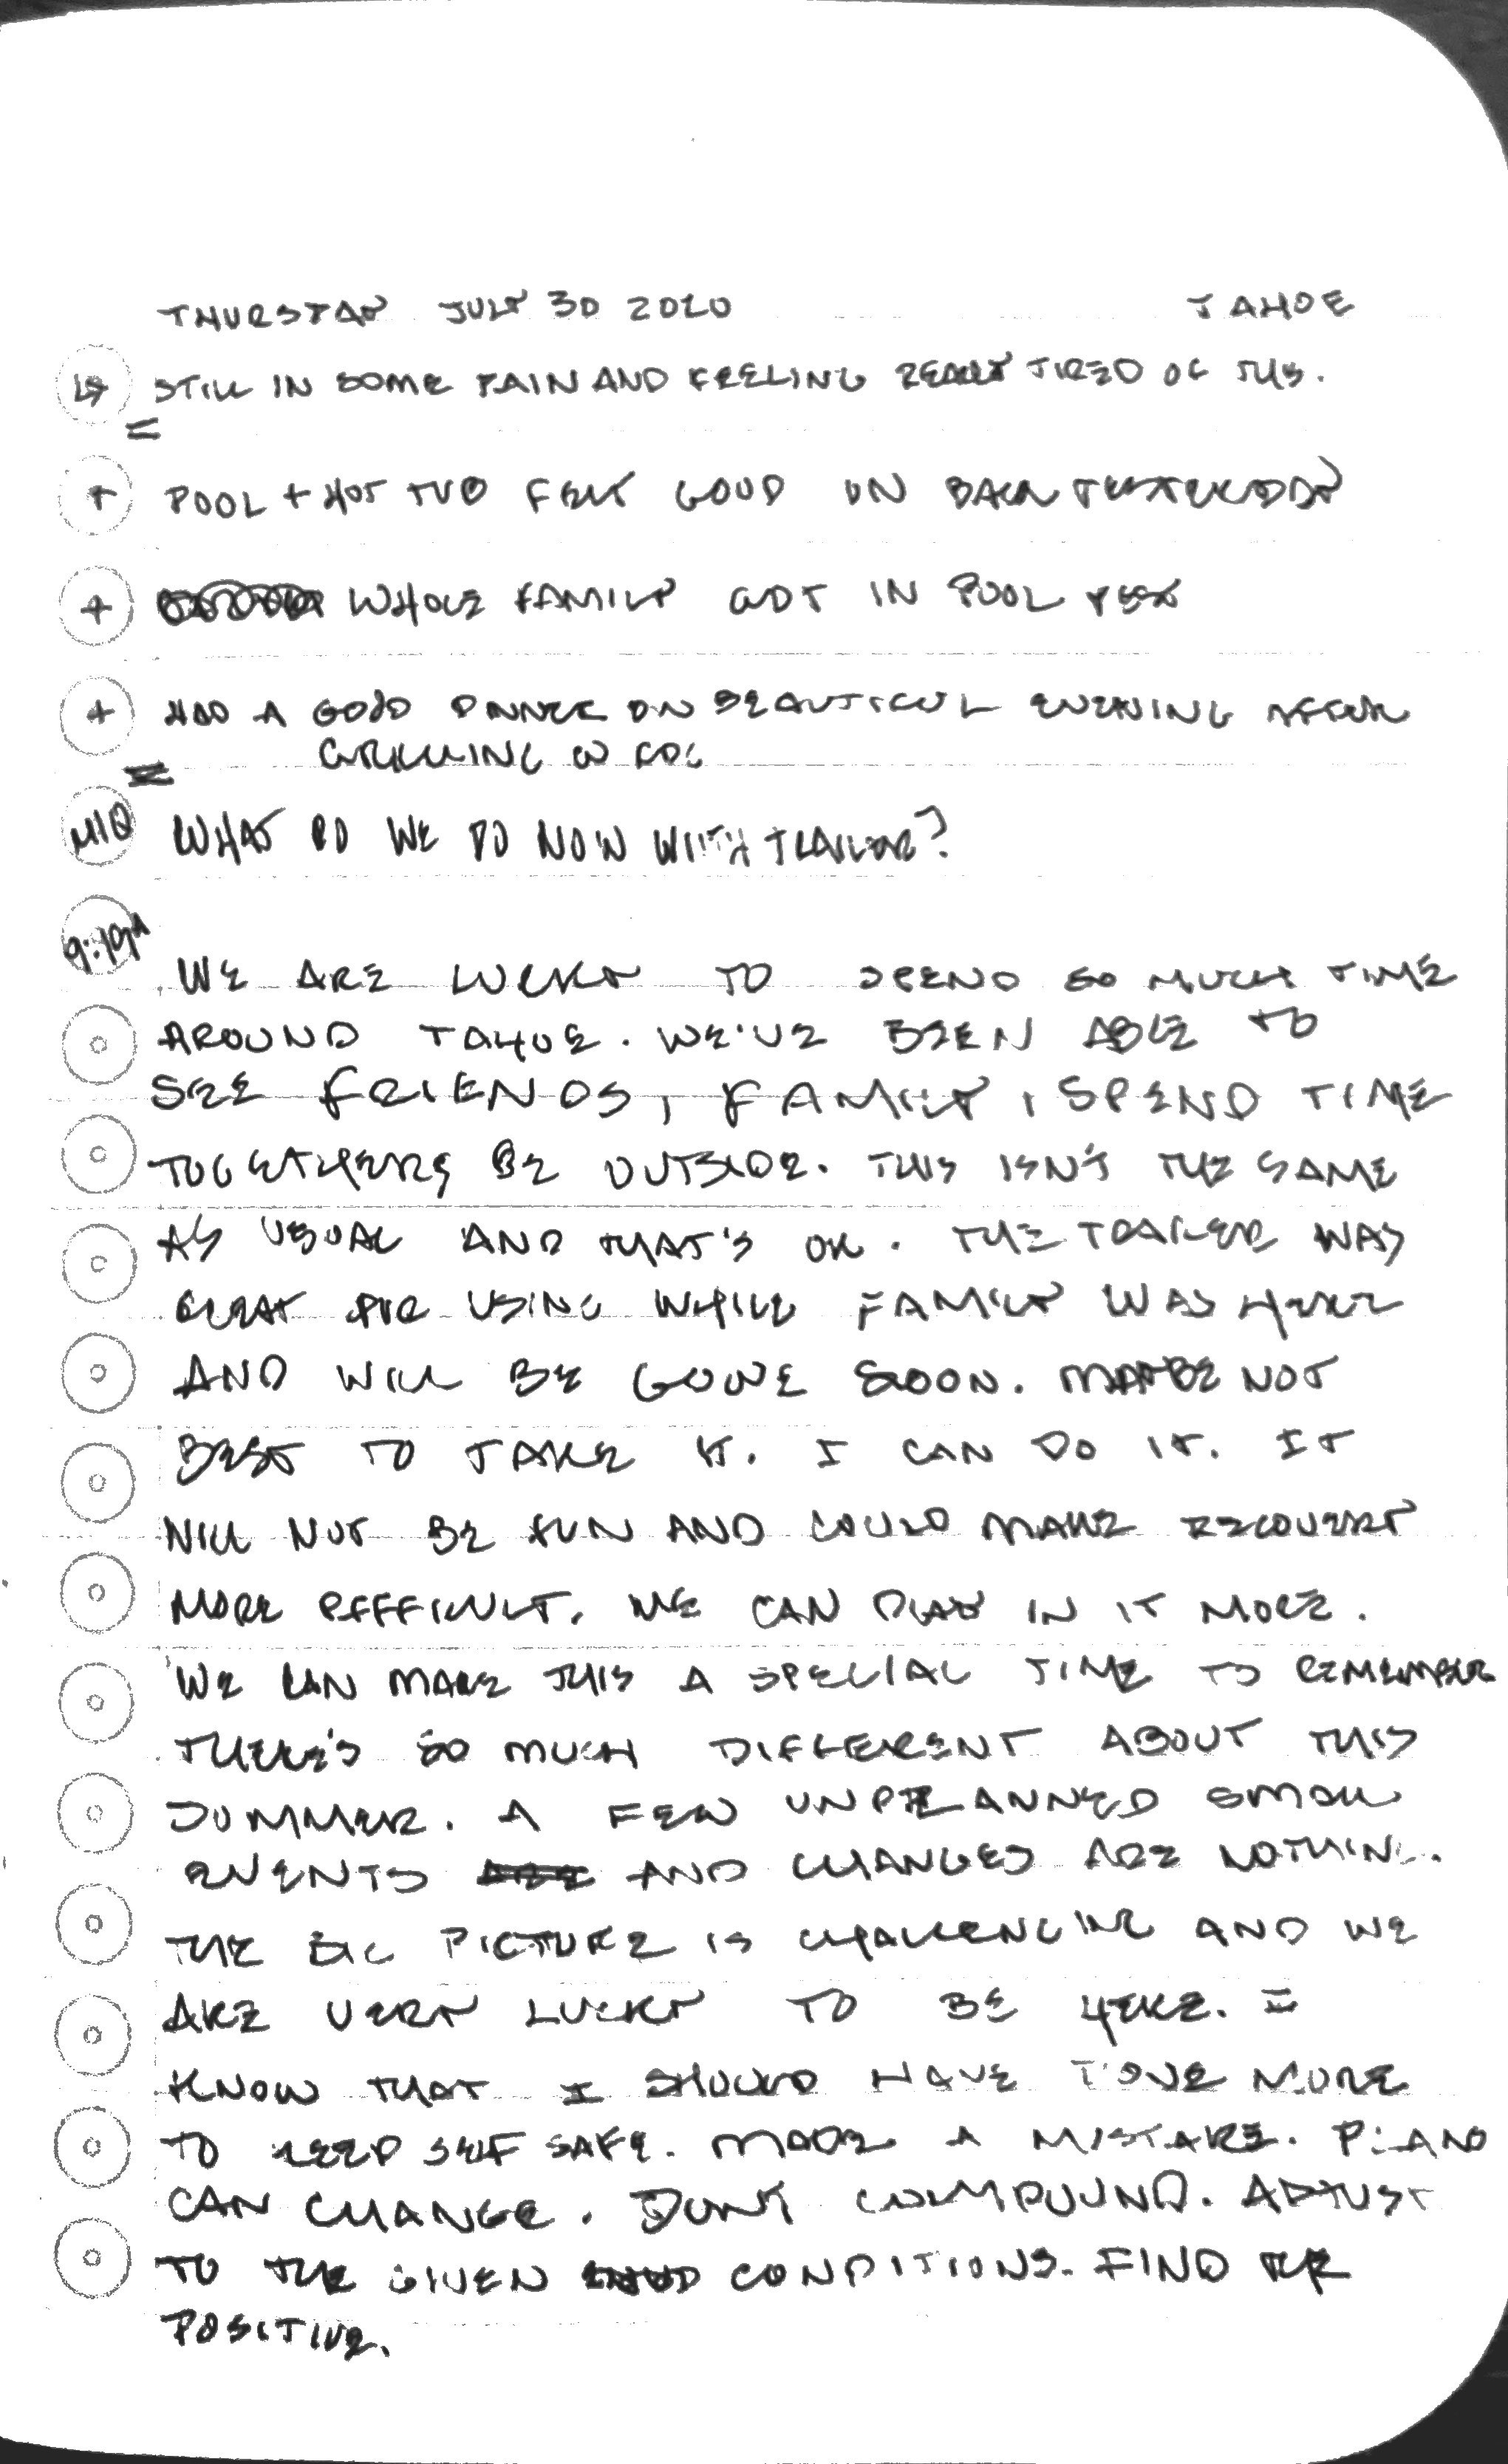 THURSDAY JULY 30 2020 TAHOE
STILL IN SOME PAIN AND FEELING REALLY TIRED OF THIS.
=
+ POOL + HOT TUB FELT GOOD ON BACK YESTERDAY
+ WHOLE FAMILY GOT IN POOL YES
+ HAD A GOOD DINNER ON BEAUTIFUL EVENING AFTER
GRILLING W
=
MIQ WHAT DO WE DO NOW WITH TRAILER?
9:19A
WE ARE LUCKY TO SPEND SO MUCH TIME
AROUND TAHOE. WE'VE BEEN ABLE TO
SEE FRIENDS, FAMILY, SPEND TIME
TOGETHER, BE OUTSIDE. THIS ISN'T THE SAME
AS USUAL AND THAT'S OK. THE TRAILER WAS
GREAT FOR USING WHILE FAMILY WAS HERE
AND WILL BE GONE SOON. MAYBE NOT
BEST TO TAKE IT. I CAN DO IT. IT
WILL NOT BE FUN AND COULD MAKE RECOVERY
MORE DIFFICULT. WE CAN PLAY IN IT MORE.
WE CAN MAKE THIS A SPECIAL TIME TO REMEMBER
THERE'S SO MUCH DIFFERENT ABOUT THIS
SUMMER. A FEW UNPLANNED SMALL
EVENTS AND CHANGES ARE NOTHING.
THE BIG PICTURE IS CHALLENGING AND WE
ARE VERY LUCKY TO BE HERE. I
KNOW THAT I SHOULD HAVE DONE MORE
TO KEEP SELF SAFE. MADE A MISTAKE. PLANS
CAN CHANGE. DON'T COMPOUND. ADJUST
TO THE GIVEN CONDITIONS. FIND THE
POSITIVE.